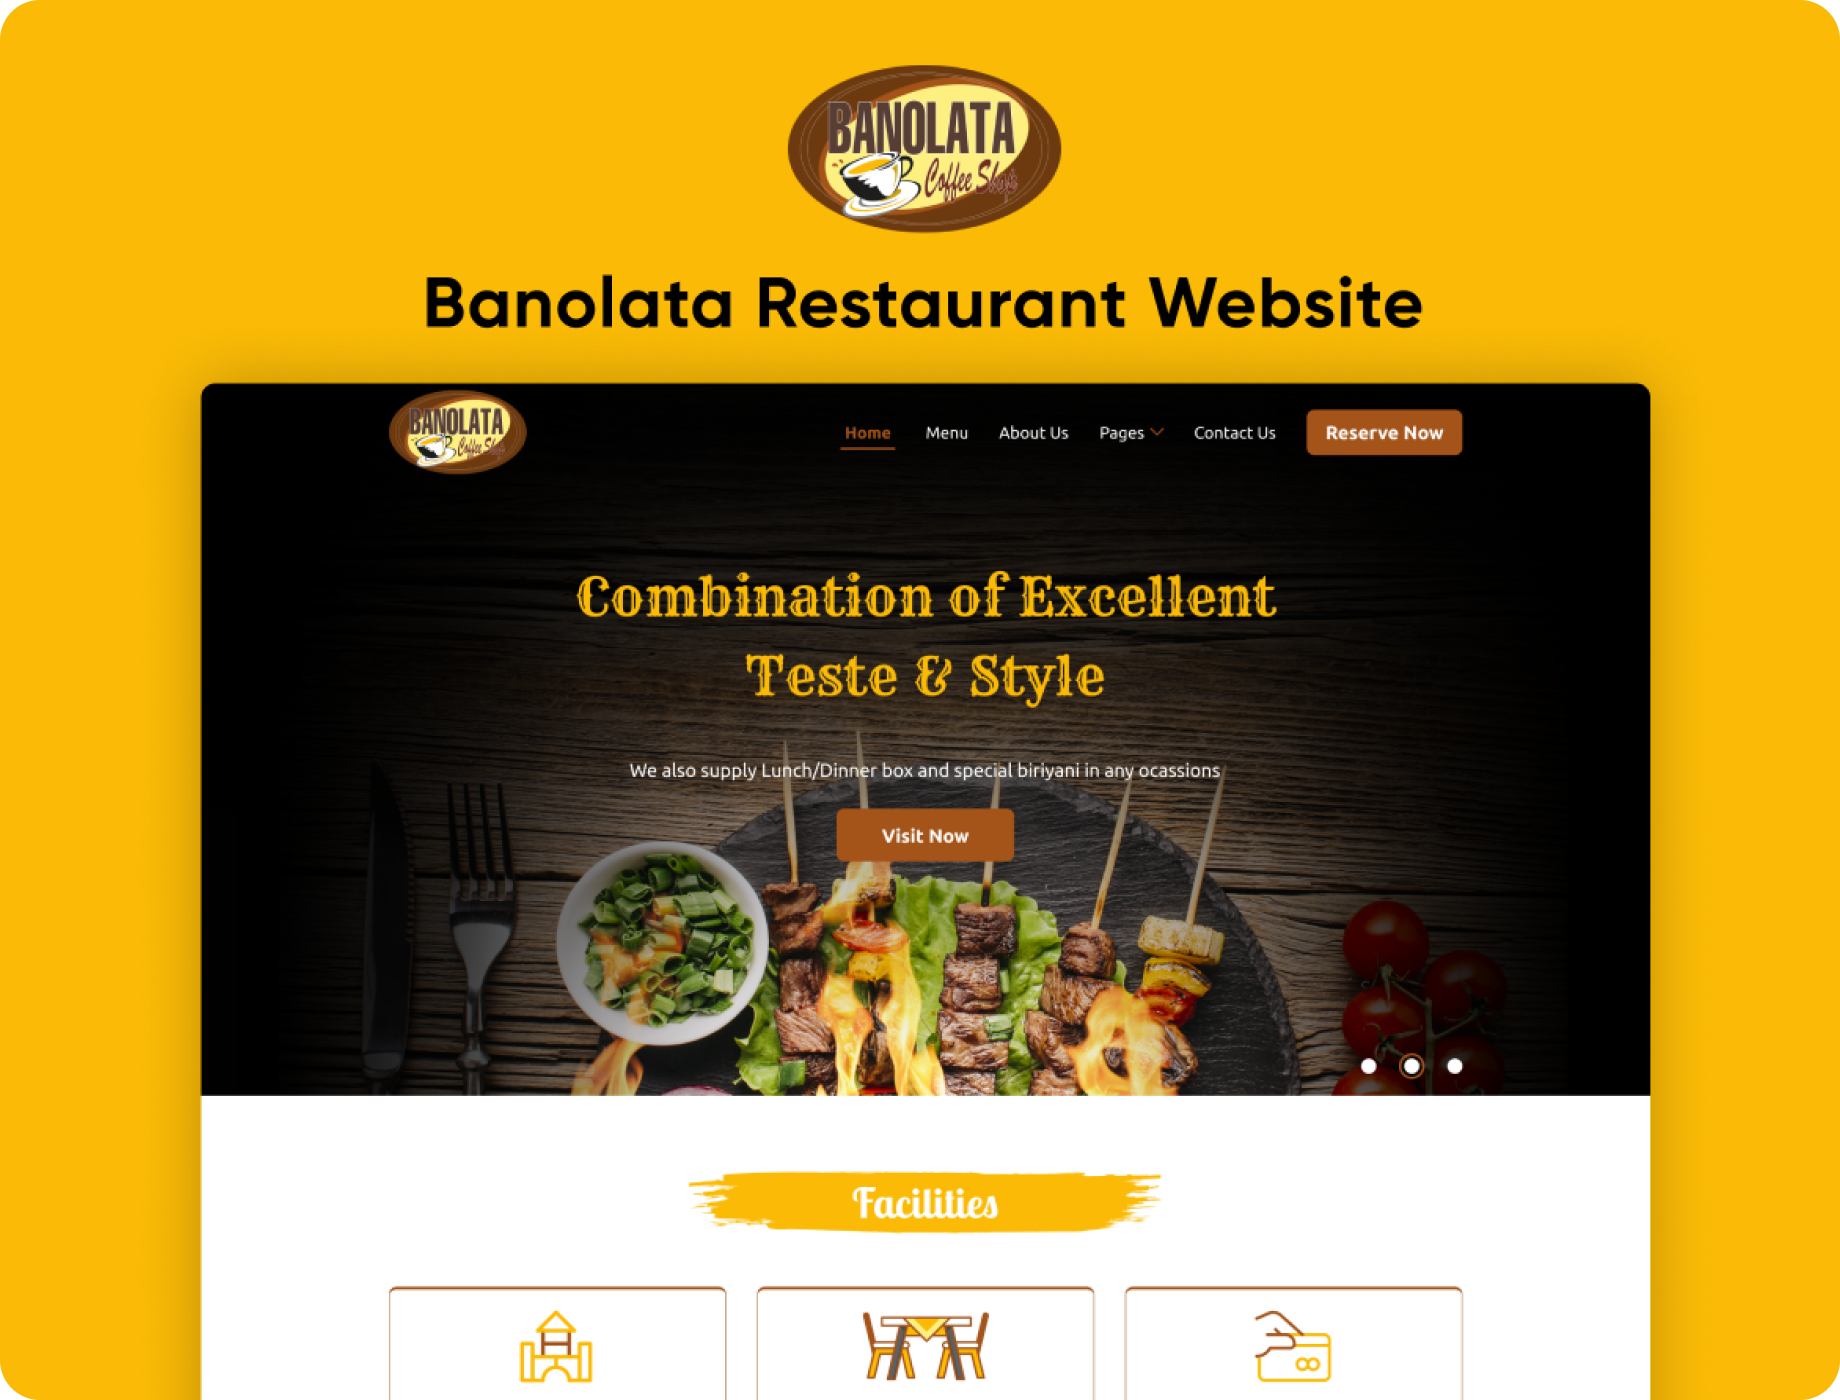 BANOLATA
Coffee Shop
Banolata Restaurant Website
BANOLATA
Coffee Shop
Home Menu About Us Pages Contact Us Reserve Now
Combination of Excellent
Teste & Style
We also supply Lunch/Dinner box and special biriyani in any ocassions
Visit Now
Facilities